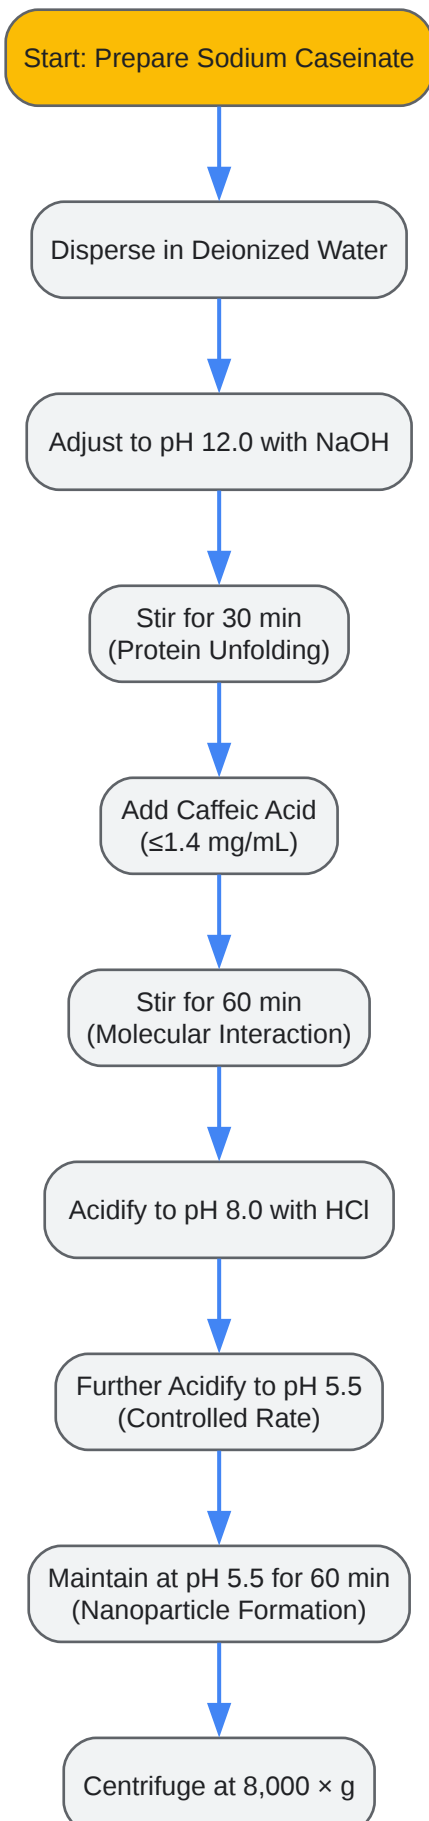 Start: Prepare Sodium Caseinate
Disperse in Deionized Water
Adjust to pH 12.0 with NaOH
Stir for 30 min
(Protein Unfolding)
Add Caffeic Acid
(≤1.4 mg/mL)
Stir for 60 min
(Molecular Interaction)
Acidify to pH 8.0 with HCl
Further Acidify to pH 5.5
(Controlled Rate)
Maintain at pH 5.5 for 60 min
(Nanoparticle Formation)
Centrifuge at 8,000 × g